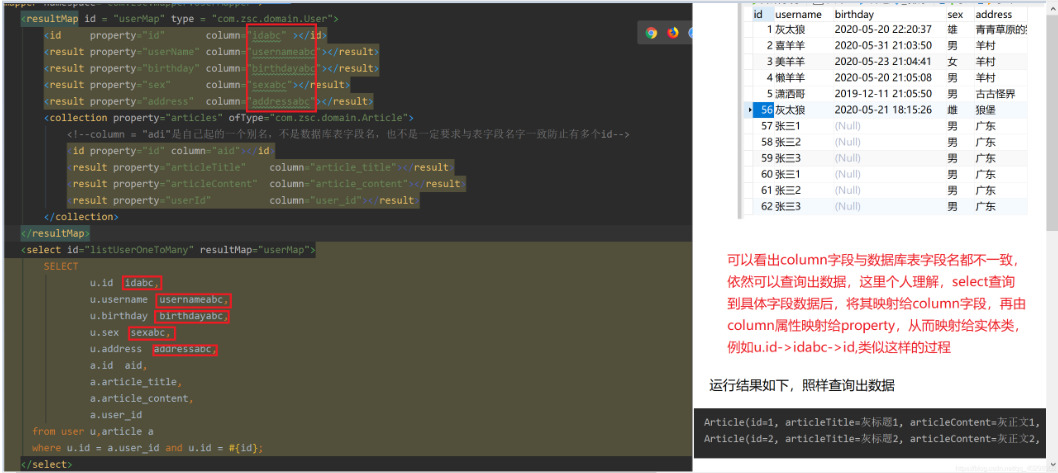 <resultMap id = "userMap" type = "com.zsc.domain.User">
<id property="id" column="idabc" ></id>
<result property="userName" column="usernameabc"></result>
<result property="birthday" column="birthdayabc"></result>
<result property="sex" column="sexabc"></result>
<result property="address" column="addressabc"></result>
<collection property="articles" ofType="com.zsc.domain.Article">
<!--column = "adi"是自己起的一个别名，不是数据库表字段名，也不是一定要求与表字段名字一致防止有多个id-->
<id property="id" column="aid"></id>
<result property="articleTitle" column="article_title"></result>
<result property="articleContent" column="article_content"></result>
<result property="userId" column="user_id"></result>
</collection>
</resultMap>
<select id="listUserOneToMany" resultMap="userMap">
SELECT
u.id idabc,
u.username usernameabc,
u.birthday birthdayabc,
u.sex sexabc,
u.address addressabc,
a.id aid,
a.article_title,
a.article_content,
a.user_id
from user u,article a
where u.id = a.user_id and u.id = #{id};
</select>
id username birthday sex address
1 灰太狼 2020-05-20 22:20:37 雄 青青草原的
2 喜羊羊 2020-05-31 21:03:50 男 羊村
3 美羊羊 2020-05-23 21:04:41 女 羊村
4 懒羊羊 2020-05-20 21:05:08 男 羊村
5 潇洒哥 2019-12-11 21:05:50 男 古古怪界
56 灰太狼 2020-05-21 18:15:26 雌 狼堡
57 张三1 (Null) 男 广东
58 张三2 (Null) 男 广东
59 张三3 (Null) 男 广东
60 张三1 (Null) 男 广东
61 张三2 (Null) 男 广东
62 张三3 (Null) 男 广东
可以看出column字段与数据库表字段名都不一致，
依然可以查询出数据，这里个人理解，select查询
到具体字段数据后，将其映射给column字段，再由
column属性映射给property，从而映射给实体类，
例如u.id->idabc->id,类似这样的过程
运行结果如下，照样查询出数据
Article(id=1, articleTitle=灰标题1, articleContent=灰正文1,
Article(id=2, articleTitle=灰标题2, articleContent=灰正文2,